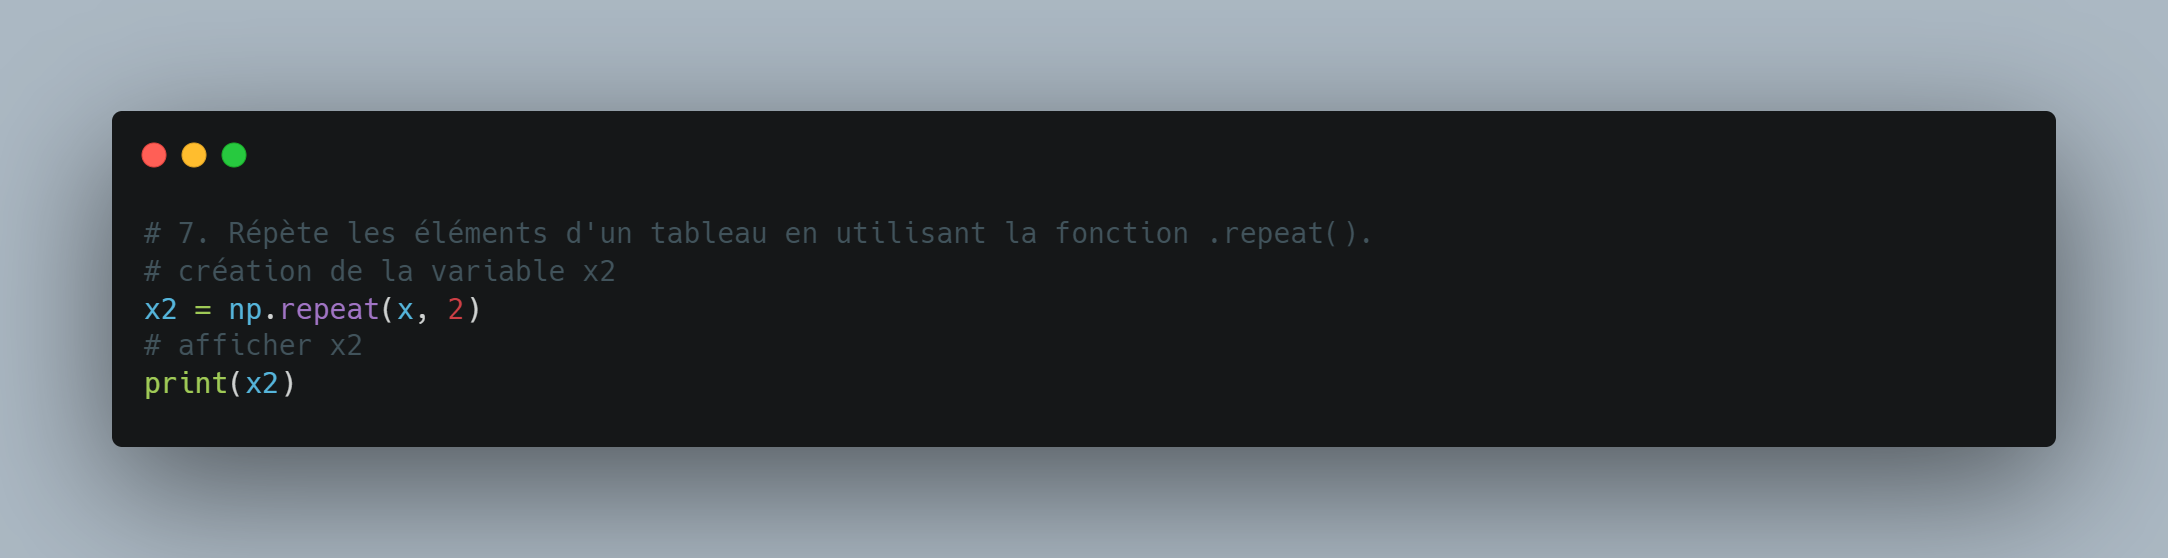 # 7. Répète les éléments d'un tableau en utilisant la fonction .repeat().
# création de la variable x2
x2 = np.repeat(x, 2)
# afficher x2
print(x2)